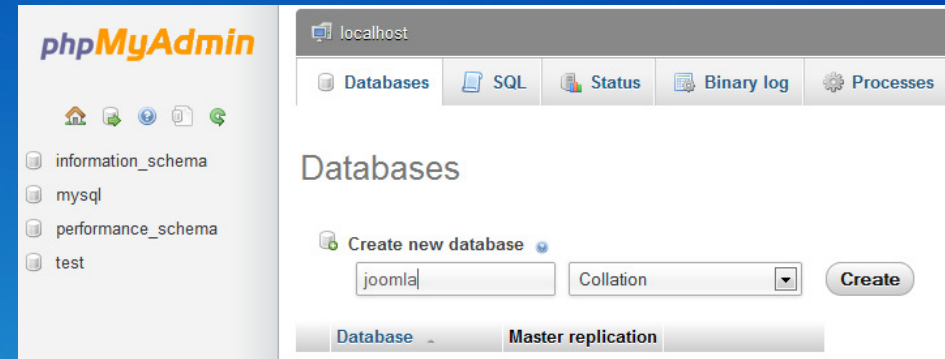 phpMyAdmin
information_schema
mysql
performance_schema
test
localhost
Databases SQL Status Binary log Processes
Databases
Create new database
joomla Collation Create
Database Master replication